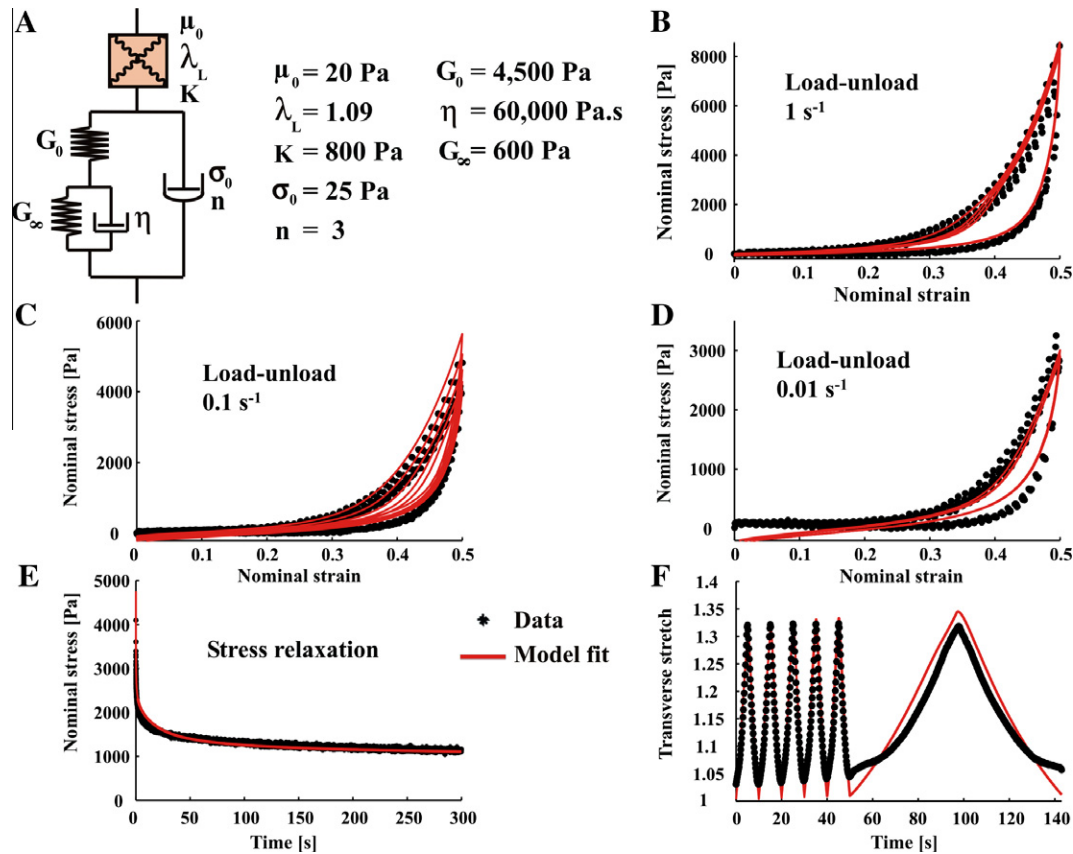 A
μ₀
λ_L
K
G₀
G∞
η
σ₀
n
μ₀ = 20 Pa
λ_L = 1.09
K = 800 Pa
σ₀ = 25 Pa
n = 3
G₀ = 4,500 Pa
η = 60,000 Pa.s
G∞ = 600 Pa
B
Load-unload
1 s⁻¹
Nominal stress [Pa]
8000
6000
4000
2000
0
0 0.1 0.2 0.3 0.4 0.5
Nominal strain
C
Load-unload
0.1 s⁻¹
Nominal stress [Pa]
6000
4000
2000
0
0 0.1 0.2 0.3 0.4 0.5
Nominal strain
D
Load-unload
0.01 s⁻¹
Nominal stress [Pa]
3000
2000
1000
0
0 0.1 0.2 0.3 0.4 0.5
Nominal strain
E
Stress relaxation
Nominal stress [Pa]
5000
4000
3000
2000
1000
0
0 50 100 150 200 250 300
Time [s]
Data
Model fit
F
Transverse stretch
1.4
1.35
1.3
1.25
1.2
1.15
1.1
1.05
1
0 20 40 60 80 100 120 140
Time [s]